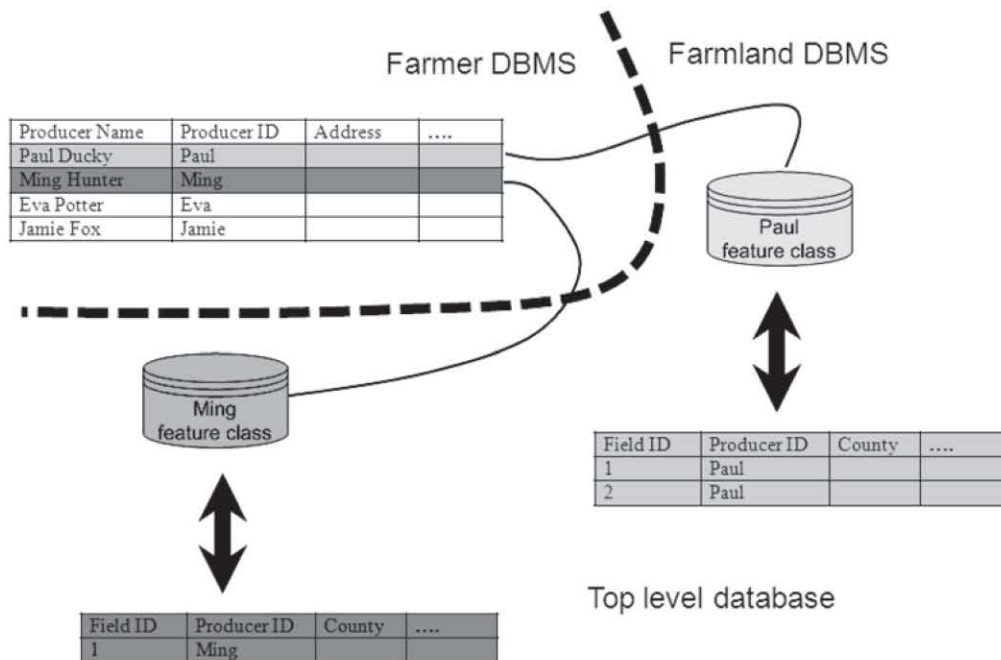 Farmer DBMS
Farmland DBMS
Producer Name Producer ID Address ....
Paul Ducky Paul
Ming Hunter Ming
Eva Potter Eva
Jamie Fox Jamie
Paul
feature class
Ming
feature class
Field ID Producer ID County ....
1 Paul
2 Paul
Top level database
Field ID Producer ID County ....
1 Ming